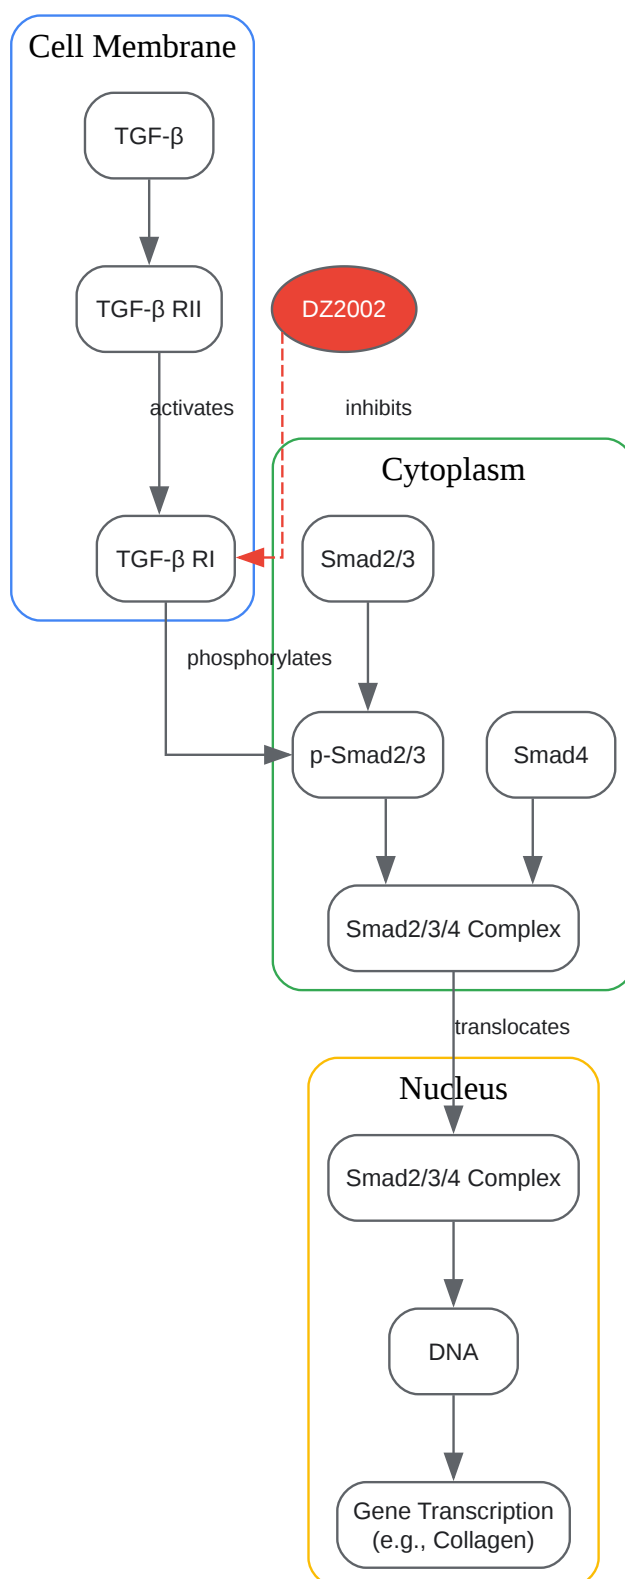 Cell Membrane
TGF-β
TGF-β RII
DZ2002
activates
inhibits
Cytoplasm
TGF-β RI
Smad2/3
phosphorylates
p-Smad2/3
Smad4
Smad2/3/4 Complex
translocates
Nucleus
Smad2/3/4 Complex
DNA
Gene Transcription
(e.g., Collagen)